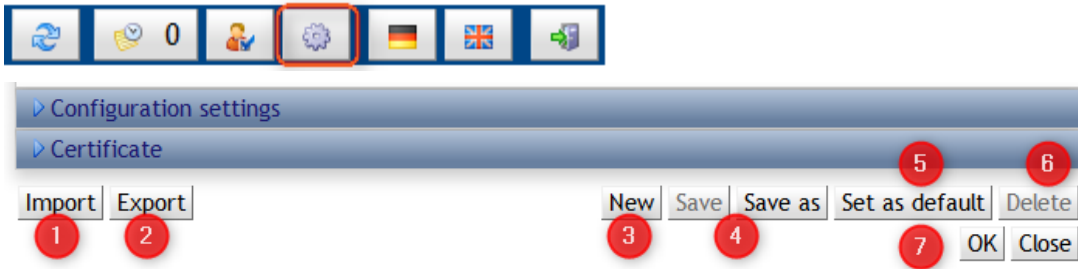 0
Configuration settings
Certificate
5 6
Import Export New Save Save as Set as default Delete
1 2 3 4 7 OK Close